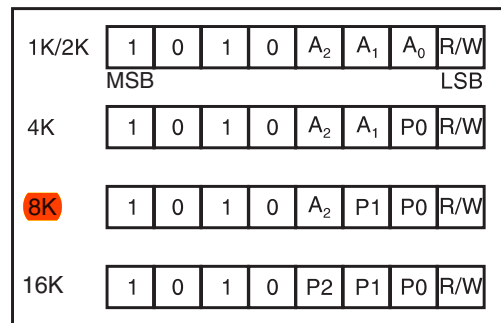 1K/2K 1 0 1 0 A₂ A₁ A₀ R/W
MSB LSB
4K 1 0 1 0 A₂ A₁ P0 R/W
8K 1 0 1 0 A₂ P1 P0 R/W
16K 1 0 1 0 P2 P1 P0 R/W